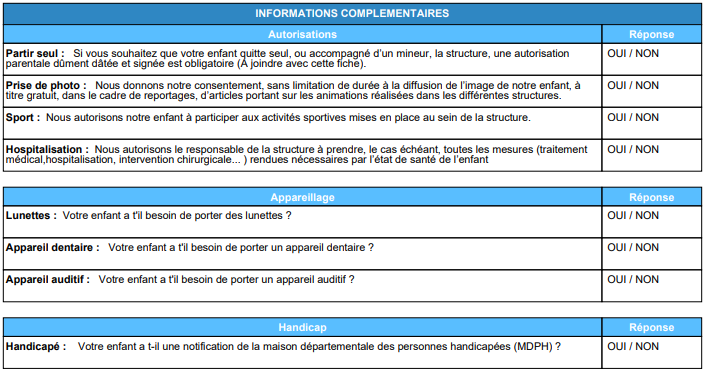 INFORMATIONS COMPLEMENTAIRES
Autorisations Réponse
Partir seul : Si vous souhaitez que votre enfant quitte seul, ou accompagné d'un mineur, la structure, une autorisation OUI / NON
parentale dûment dâtée et signée est obligatoire (À joindre avec cette fiche).
Prise de photo : Nous donnons notre consentement, sans limitation de durée à la diffusion de l'image de notre enfant, à OUI / NON
titre gratuit, dans le cadre de reportages, d'articles portant sur les animations réalisées dans les différentes structures.
Sport : Nous autorisons notre enfant à participer aux activités sportives mises en place au sein de la structure. OUI / NON
Hospitalisation : Nous autorisons le responsable de la structure à prendre, le cas échéant, toutes les mesures (traitement OUI / NON
médical,hospitalisation, intervention chirurgicale... ) rendues nécessaires par l'état de santé de l'enfant
Appareillage Réponse
Lunettes : Votre enfant a t'il besoin de porter des lunettes ? OUI / NON
Appareil dentaire : Votre enfant a t'il besoin de porter un appareil dentaire ? OUI / NON
Appareil auditif : Votre enfant a t'il besoin de porter un appareil auditif ? OUI / NON
Handicap Réponse
Handicapé : Votre enfant a t-il une notification de la maison départementale des personnes handicapées (MDPH) ? OUI / NON